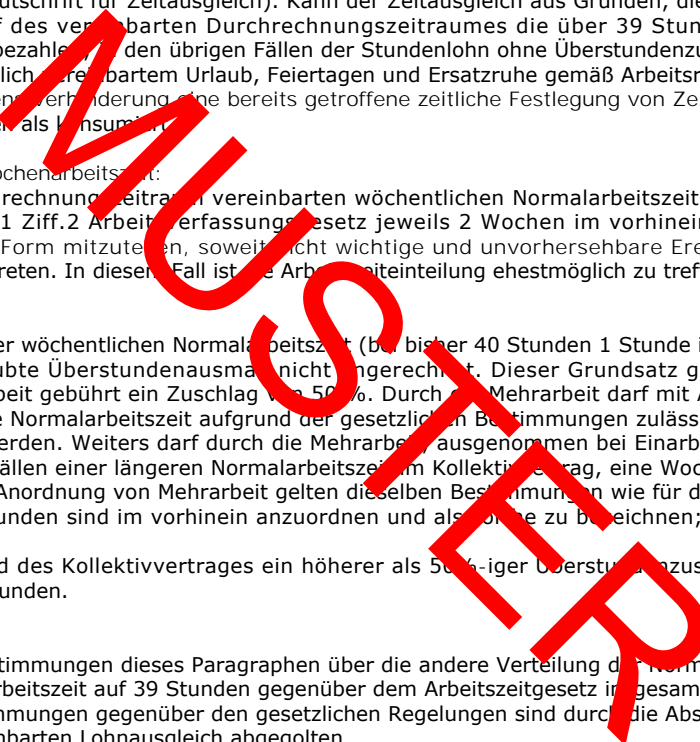 utschrift für Zeitausgleich). Kann der Zeitausgleich aus Gründen, die
des Durchrechnungszeitraumes die über 39 Stun
bezahle den übrigen Fällen der Stundenlohn ohne Überstundenzu
lich vereinbartem Urlaub, Feiertagen und Ersatzruhe gemäß Arbeitsr
verhinderung eine bereits getroffene zeitliche Festlegung von Ze
als konsumiert
ochenarbeitszeit:
rechnungszeitraum vereinbarten wöchentlichen Normalarbeitszeit
1 Ziff.2 Arbeitsverfassungsgesetz jeweils 2 Wochen im vorhinein
Form mitzuteilen, soweit nicht wichtige und unvorhersehbare Ere
reten. In diesem Fall ist die Arbeitszeiteinteilung ehestmöglich zu tref
er wöchentlichen Normalarbeitszeit (bei bisher 40 Stunden 1 Stunde
ubte Überstundenausmaß nicht angerechnet. Dieser Grundsatz g
beit gebührt ein Zuschlag von 50 %. Durch Mehrarbeit darf mit A
e Normalarbeitszeit aufgrund der gesetzlichen Bestimmungen zuläss
erden. Weiters darf durch die Mehrarbeit, ausgenommen bei Einarb
ällen einer längeren Normalarbeitszeit im Kollektivvertrag, eine Woc
Anordnung von Mehrarbeit gelten dieselben Bestimmungen wie für d
unden sind im vorhinein anzuordnen und als solche zu bezeichnen;
d des Kollektivvertrages ein höherer als 50%-iger Überstundenzus
unden.
timmungen dieses Paragraphen über die andere Verteilung der Norm
rbeitszeit auf 39 Stunden gegenüber dem Arbeitszeitgesetz insgesam
mmungen gegenüber den gesetzlichen Regelungen sind durch die Abs
nbarten Lohnausgleich abgegolten.
MUSTER